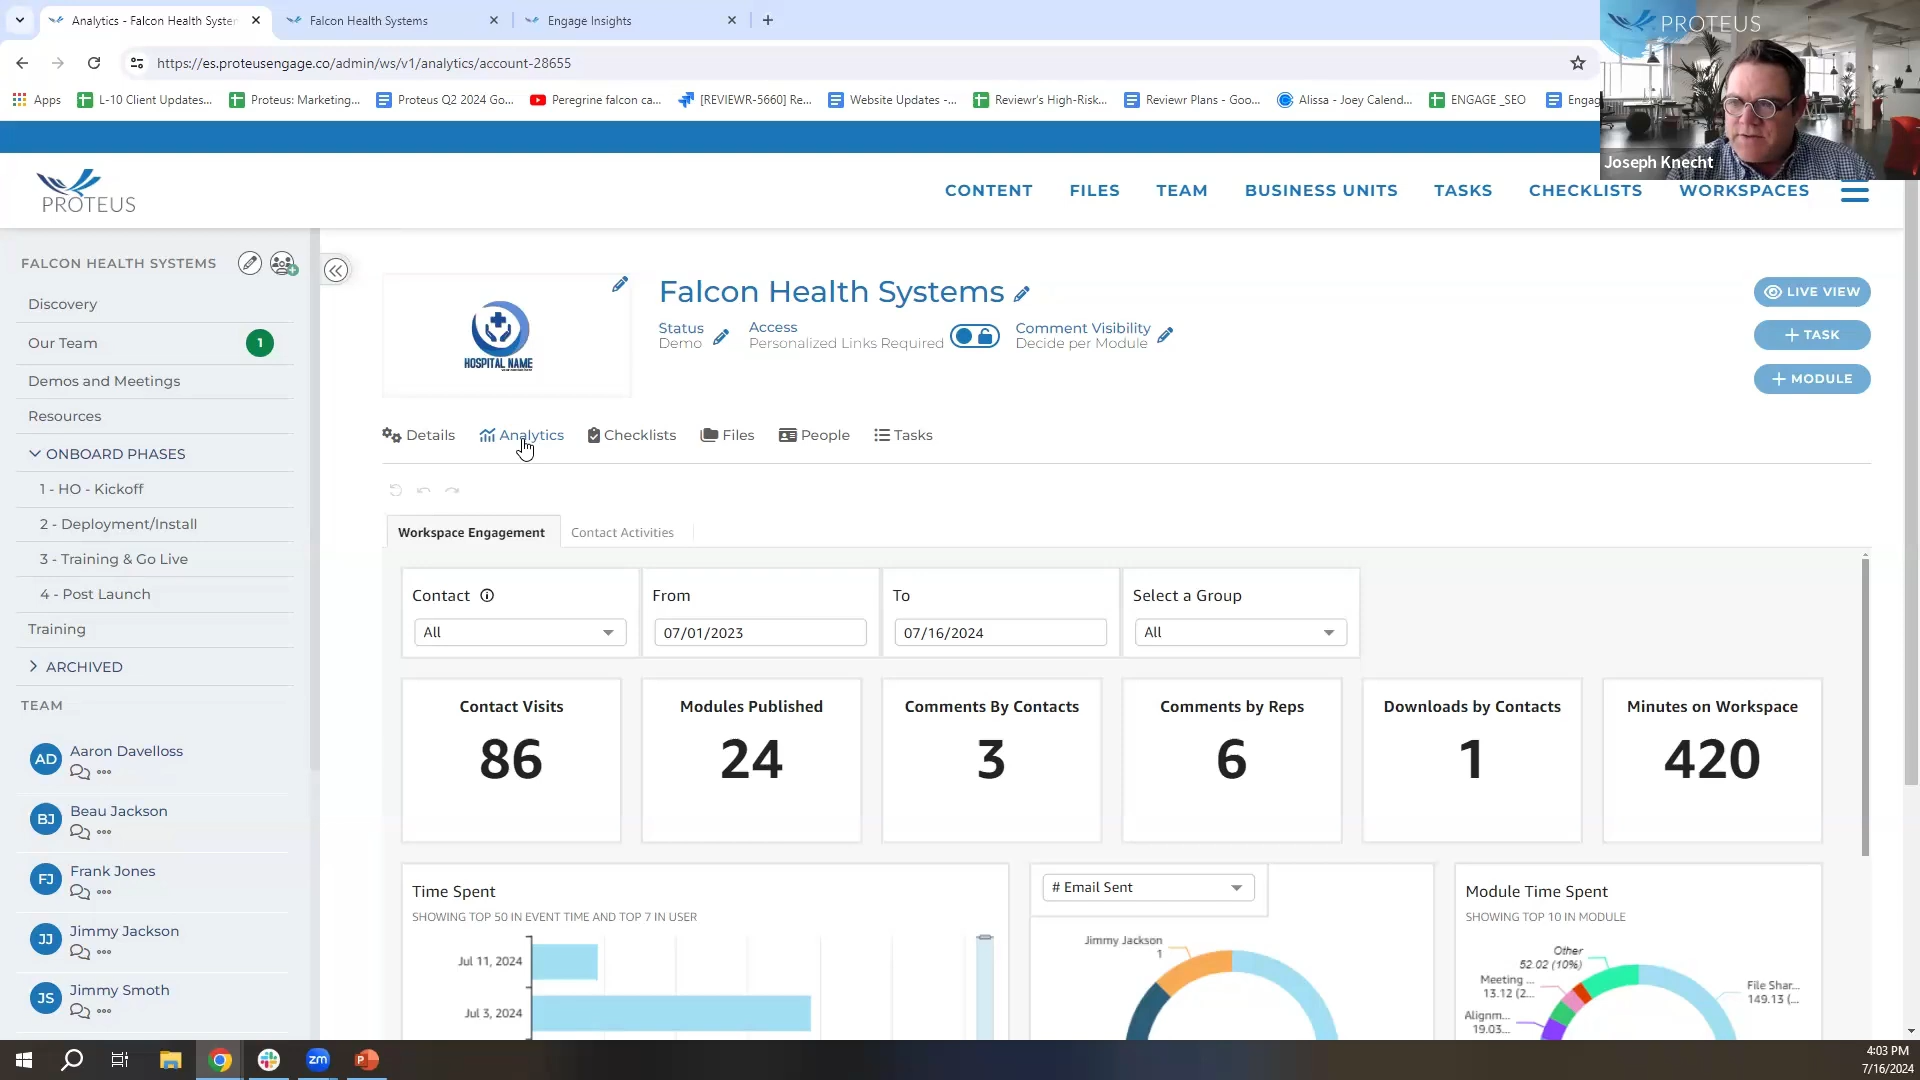 Analytics - Falcon Health System
Falcon Health Systems
Engage Insights
https://es.proteusengage.co/admin/ws/v1/analytics/account-28655
Apps
L-10 Client Updates...
Proteus: Marketing...
Proteus Q2 2024 Go...
Peregrine falcon ca...
[REVIEWR-5660] Re...
Website Updates -...
Reviewr's High-Risk...
Reviewr Plans - Goo...
Alissa - Joey Calend...
ENGAGE _SEO
Engag
PROTEUS
Joseph Knecht
PROTEUS
CONTENT
FILES
TEAM
BUSINESS UNITS
TASKS
CHECKLISTS
WORKSPACES
FALCON HEALTH SYSTEMS
Discovery
Our Team
1
Demos and Meetings
Resources
ONBOARD PHASES
1 - HO - Kickoff
2 - Deployment/Install
3 - Training & Go Live
4 - Post Launch
Training
ARCHIVED
TEAM
AD
Aaron Davelloss
BJ
Beau Jackson
FJ
Frank Jones
JJ
Jimmy Jackson
JS
Jimmy Smoth
HOSPITAL NAME
Falcon Health Systems
Status
Demo
Access
Personalized Links Required
Comment Visibility
Decide per Module
LIVE VIEW
+ TASK
+ MODULE
Details
Analytics
Checklists
Files
People
Tasks
Workspace Engagement
Contact Activities
Contact
All
From
07/01/2023
To
07/16/2024
Select a Group
All
Contact Visits
86
Modules Published
24
Comments By Contacts
3
Comments by Reps
6
Downloads by Contacts
1
Minutes on Workspace
420
Time Spent
SHOWING TOP 50 IN EVENT TIME AND TOP 7 IN USER
Jul 11, 2024
Jul 3, 2024
# Email Sent
Jimmy Jackson
1
Module Time Spent
SHOWING TOP 10 IN MODULE
Other
52.02 (10%)
Meeting ...
13.12 (2...
Alignm...
19.03...
File Shar...
149.13 (...
zm
4:03 PM
7/16/2024